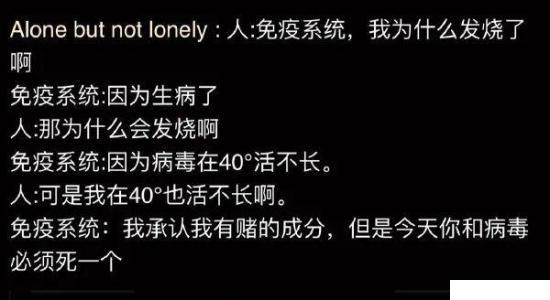 Alone but not lonely : 人:免疫系统，我为什么发烧了
啊
免疫系统:因为生病了
人:那为什么会发烧啊
免疫系统:因为病毒在40°活不长。
人:可是我在40°也活不长啊。
免疫系统：我承认我有赌的成分，但是今天你和病毒
必须死一个